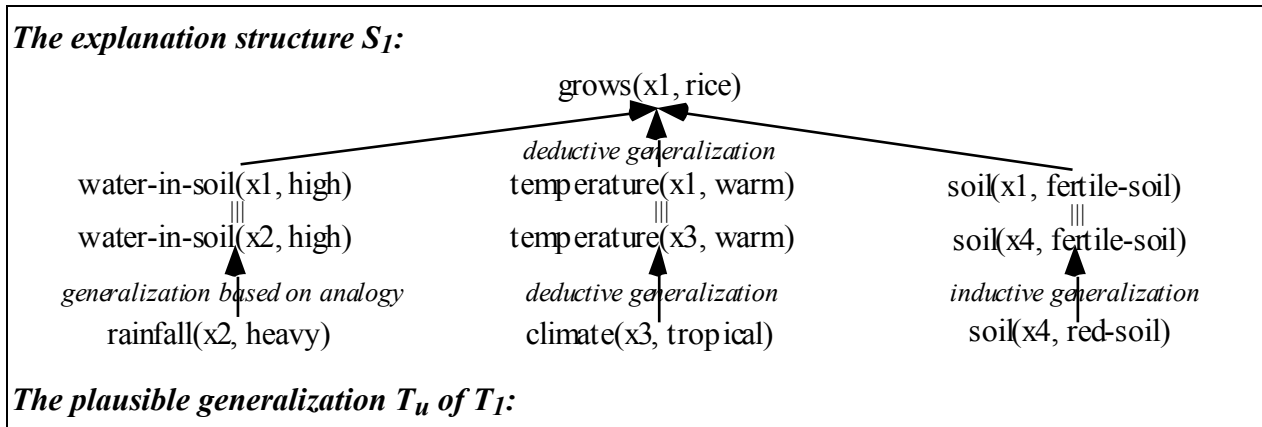 The explanation structure S1:
grows(x1, rice)
deductive generalization
water-in-soil(x1, high) temperature(x1, warm) soil(x1, fertile-soil)
||| ||| |||
water-in-soil(x2, high) temperature(x3, warm) soil(x4, fertile-soil)
generalization based on analogy deductive generalization inductive generalization
rainfall(x2, heavy) climate(x3, tropical) soil(x4, red-soil)
The plausible generalization Tu of T1: